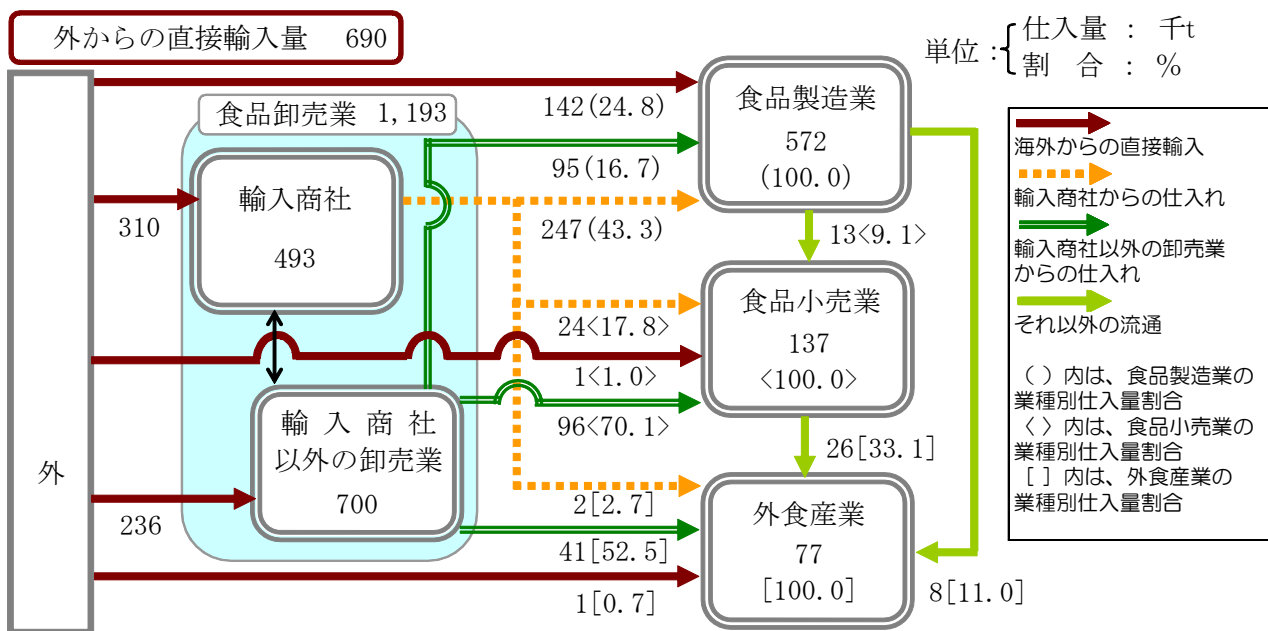 外からの直接輸入量 690
単位:
仕入量 : 千t
割 合 : %
外
食品卸売業 1,193
輸入商社
493
310
輸入商社
以外の卸売業
700
236
142(24.8)
95(16.7)
247(43.3)
24<17.8>
1<1.0>
96<70.1>
2[2.7]
41[52.5]
1[0.7]
食品製造業
572
(100.0)
13<9.1>
食品小売業
137
<100.0>
26[33.1]
外食産業
77
[100.0]
8[11.0]
海外からの直接輸入
輸入商社からの仕入れ
輸入商社以外の卸売業
からの仕入れ
それ以外の流通
( ) 内は、食品製造業の
業種別仕入量割合
〈 〉内は、食品小売業の
業種別仕入量割合
[ ] 内は、外食産業の
業種別仕入量割合